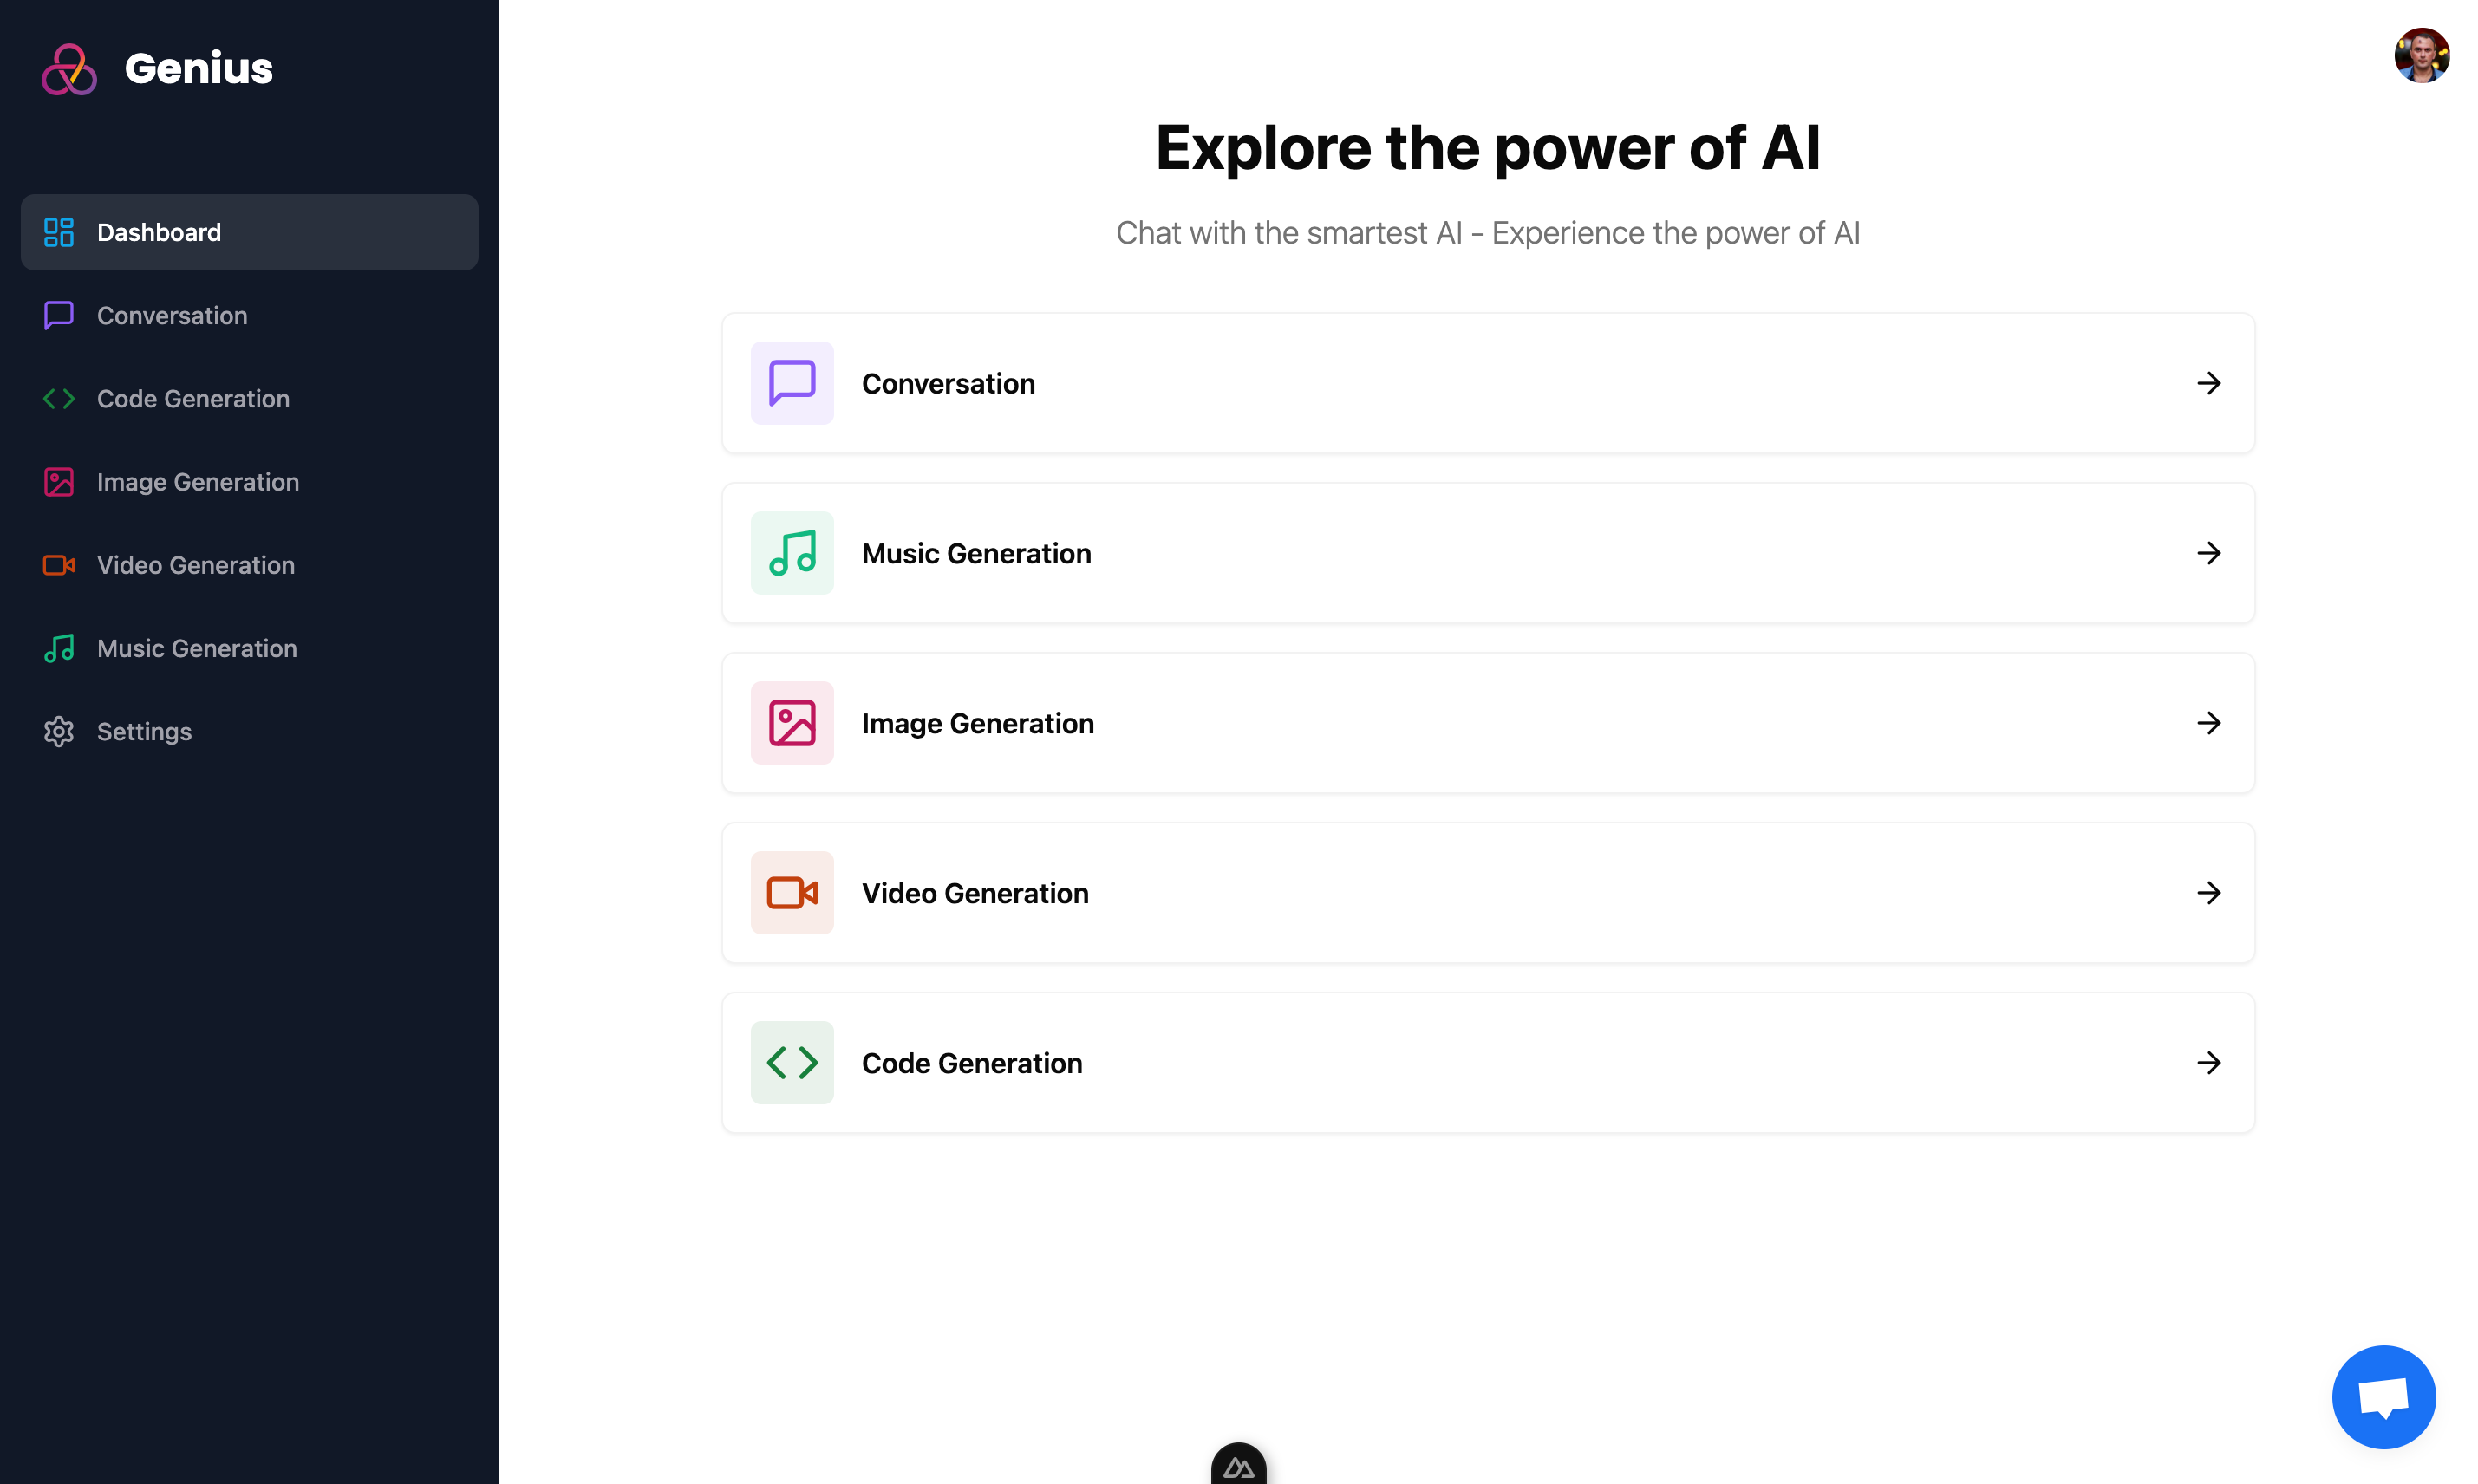 Genius
Dashboard
Conversation
Code Generation
Image Generation
Video Generation
Music Generation
Settings
Explore the power of AI
Chat with the smartest AI - Experience the power of AI
Conversation
Music Generation
Image Generation
Video Generation
Code Generation